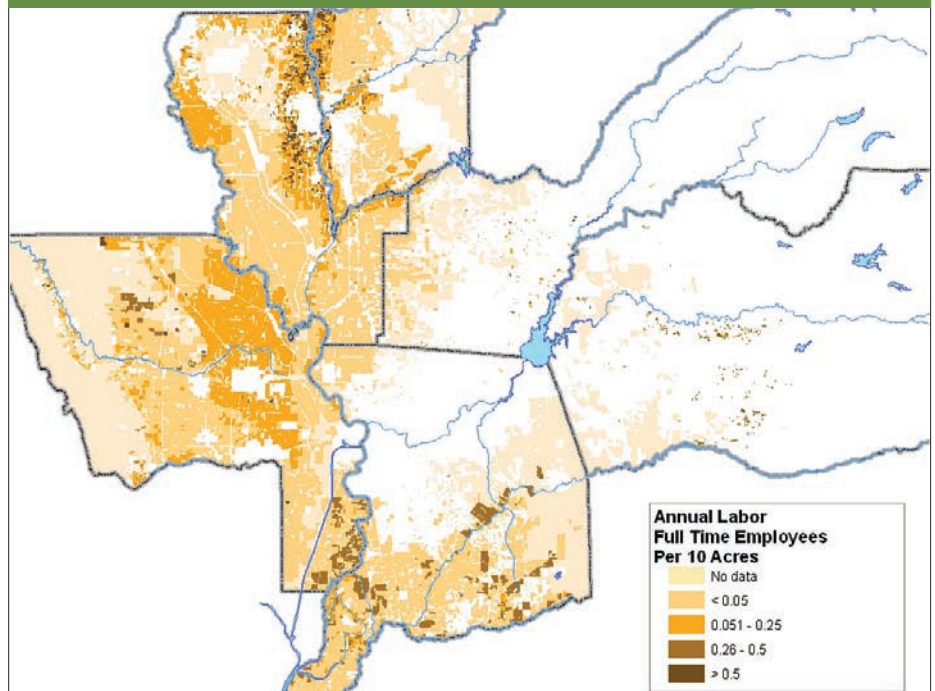 Annual Labor
Full Time Employees
Per 10 Acres
No data
< 0.05
0.051 - 0.25
0.26 - 0.5
> 0.5